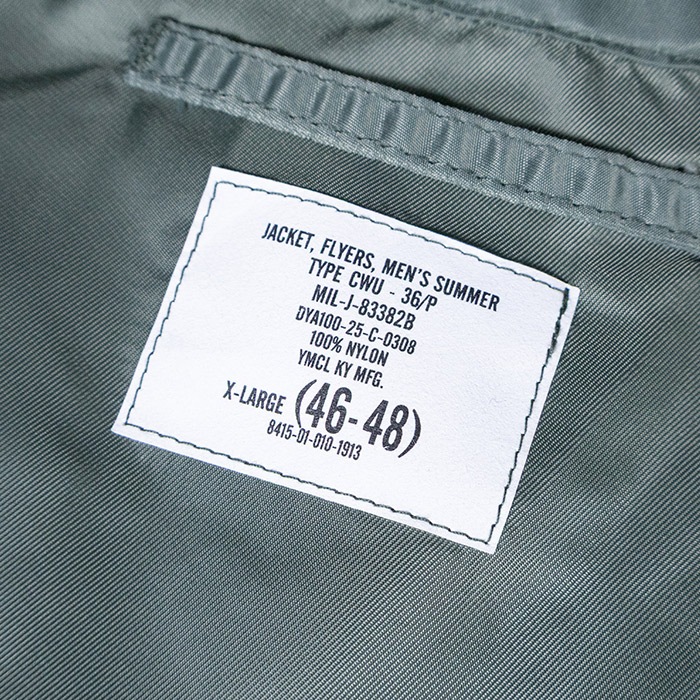 JACKET, FLYERS, MEN'S SUMMER
TYPE CWU - 36/P
MIL-J-83382B
DYA100-25-C-0308
100% NYLON
YMCL KY MFG.
X-LARGE (46-48)
8415-01-010-1913